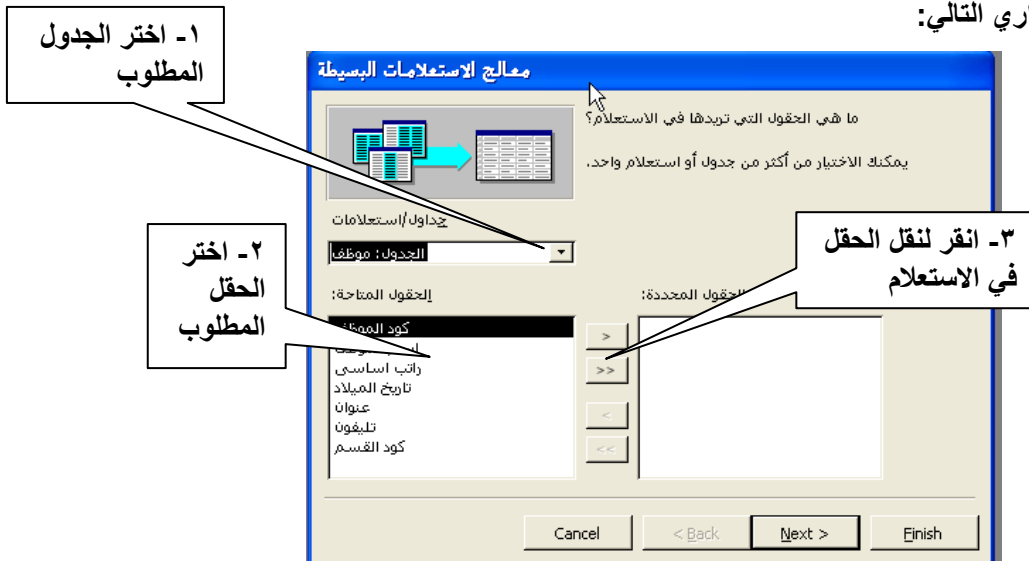 اري التالي:
١- اختر الجدول
المطلوب
معالج الاستعلامات البسيطة
ما هي الحقول التي تريدها في الاستعلام؟
يمكنك الاختيار من أكثر من جدول أو استعلام واحد.
جداول/استعلامات
الجدول: موظف
٢- اختر
الحقل
المطلوب
٣- انقر لنقل الحقل
في الاستعلام
الحقول المتاحة:
الحقول المحددة:
كود الموظف
راتب اساسى
تاريخ الميلاد
عنوان
تليفون
كود القسم
>
>>
<
<<
Cancel
< Back
Next >
Finish